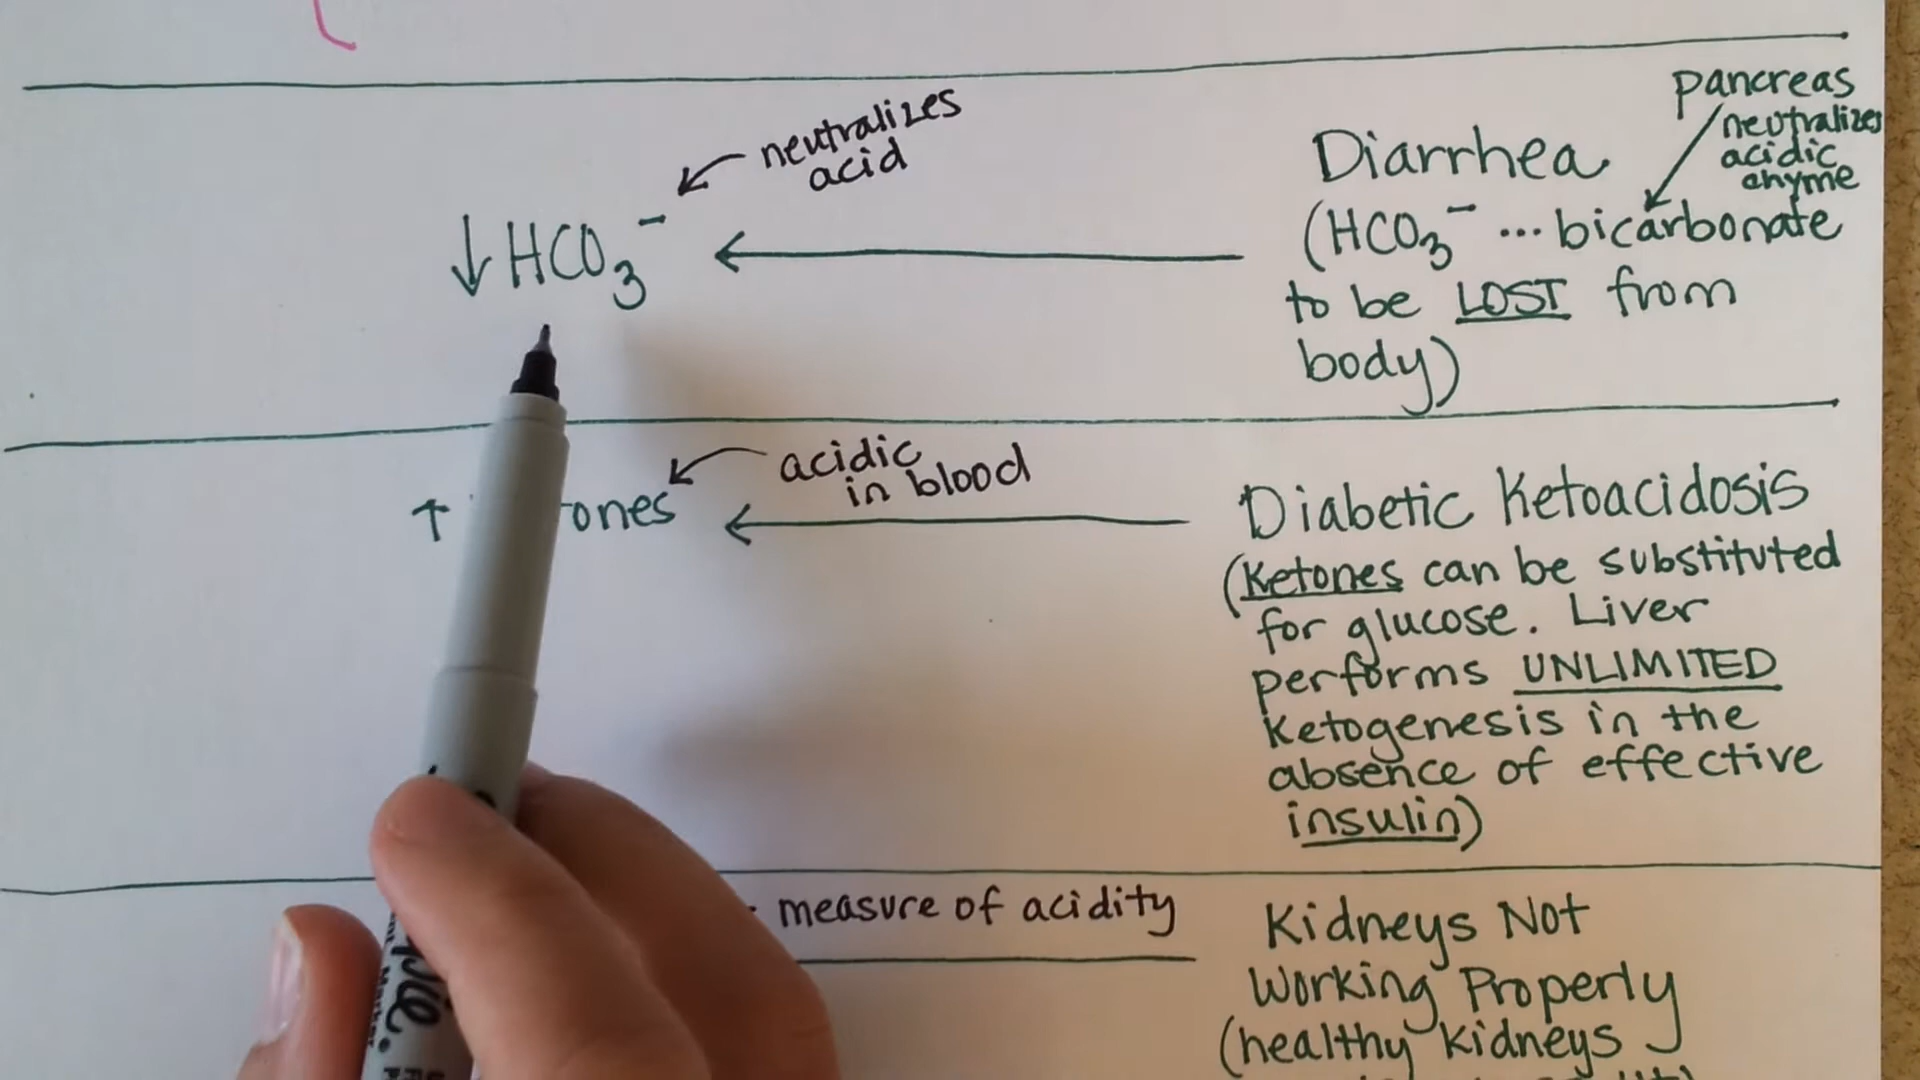 pancreas
neutralizes
acidic
chyme
neutralizes
acid
Diarrhea
↓ HCO3-
(HCO3- ... bicarbonate
to be LOST from
body)
acidic
in blood
↑ tones
Diabetic Ketoacidosis
(Ketones can be substituted
for glucose. Liver
performs UNLIMITED
Ketogenesis in the
absence of effective
insulin)
measure of acidity
Kidneys Not
Working Properly
(healthy kidneys